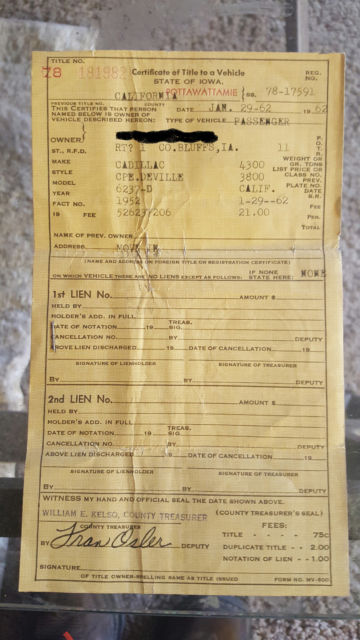 TITLE NO.
78 181982 Certificate of Title to a Vehicle REG. NO.
STATE OF IOWA.
CALIFORNIA POTTAWATTAMIE } SS. 78-17591
PREVIOUS TITLE NO. COUNTY
THIS CERTIFIES THAT PERSON DATE JAN. 29-62 1962
NAMED BELOW IS OWNER OF
VEHICLE DESCRIBED HEREON: TYPE OF VEHICLE PASSENGER
OWNER
ST., R.F.D. RT? 1 CO.BLUFFS,IA. 11 P. O. T. R.
MAKE CADILLAC 4300 WEIGHT OR GR. TONS
STYLE CPE.DEVILLE 3800 LIST PRICE OR CLASS NO.
MODEL 6237-D CALIF. PREV. PLATE NO.
YEAR 1952 1-29-62 DATE S.R.
FACT NO. 52623 206 21.00 FEE
19 FEE PEN.
TOTAL
NAME OF PREV. OWNER
ADDRESS
(NAME AND ADDRESS OR FOREIGN TITLE OR REGISTRATION CERTIFICATE)
ON WHICH VEHICLE THERE ARE NO LIENS EXCEPT AS FOLLOWS: IF NONE STATE HERE: NONE
1st LIEN No. AMOUNT $
HELD BY
HOLDER'S ADD. IN FULL
DATE OF NOTATION 19 TREAS. SIG.
CANCELLATION NO. BY DEPUTY
ABOVE LIEN DISCHARGED 19 DATE OF CANCELLATION 19
SIGNATURE OF LIENHOLDER SIGNATURE OF TREASURER
BY BY DEPUTY
2nd LIEN No. AMOUNT $
HELD BY
HOLDER'S ADD. IN FULL
DATE OF NOTATION 19 TREAS. SIG.
CANCELLATION NO. BY DEPUTY
ABOVE LIEN DISCHARGED 19 DATE OF CANCELLATION 19
SIGNATURE OF LIENHOLDER SIGNATURE OF TREASURER
BY BY DEPUTY
WITNESS MY HAND AND OFFICIAL SEAL THE DATE SHOWN ABOVE.
WILLIAM E. KELSO, COUNTY TREASURER (COUNTY TREASURER'S SEAL)
COUNTY TREASURER FEES:
BY Fran Osler DEPUTY TITLE - - - - - 75c
DUPLICATE TITLE - - 2.00
NOTATION OF LIEN - - 1.00
SIGNATURE
OF TITLE OWNER-SPELLING SAME AS TITLE ISSUED FORM NO. MV-600